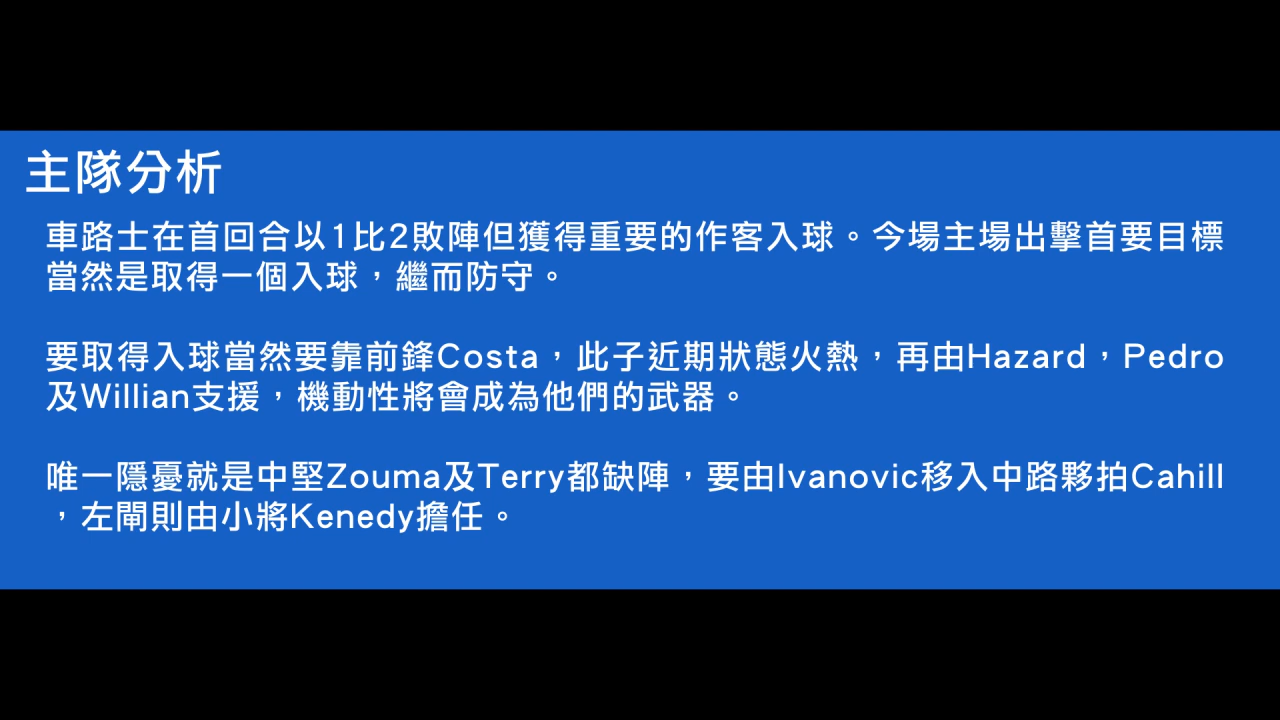 主隊分析
車路士在首回合以1比2敗陣但獲得重要的作客入球。今場主場出擊首要目標
當然是取得一個入球，繼而防守。
要取得入球當然要靠前鋒Costa，此子近期狀態火熱，再由Hazard，Pedro
及Willian支援，機動性將會成為他們的武器。
唯一隱憂就是中堅Zouma及Terry都缺陣，要由Ivanovic移入中路夥拍Cahill
，左閘則由小將Kenedy擔任。